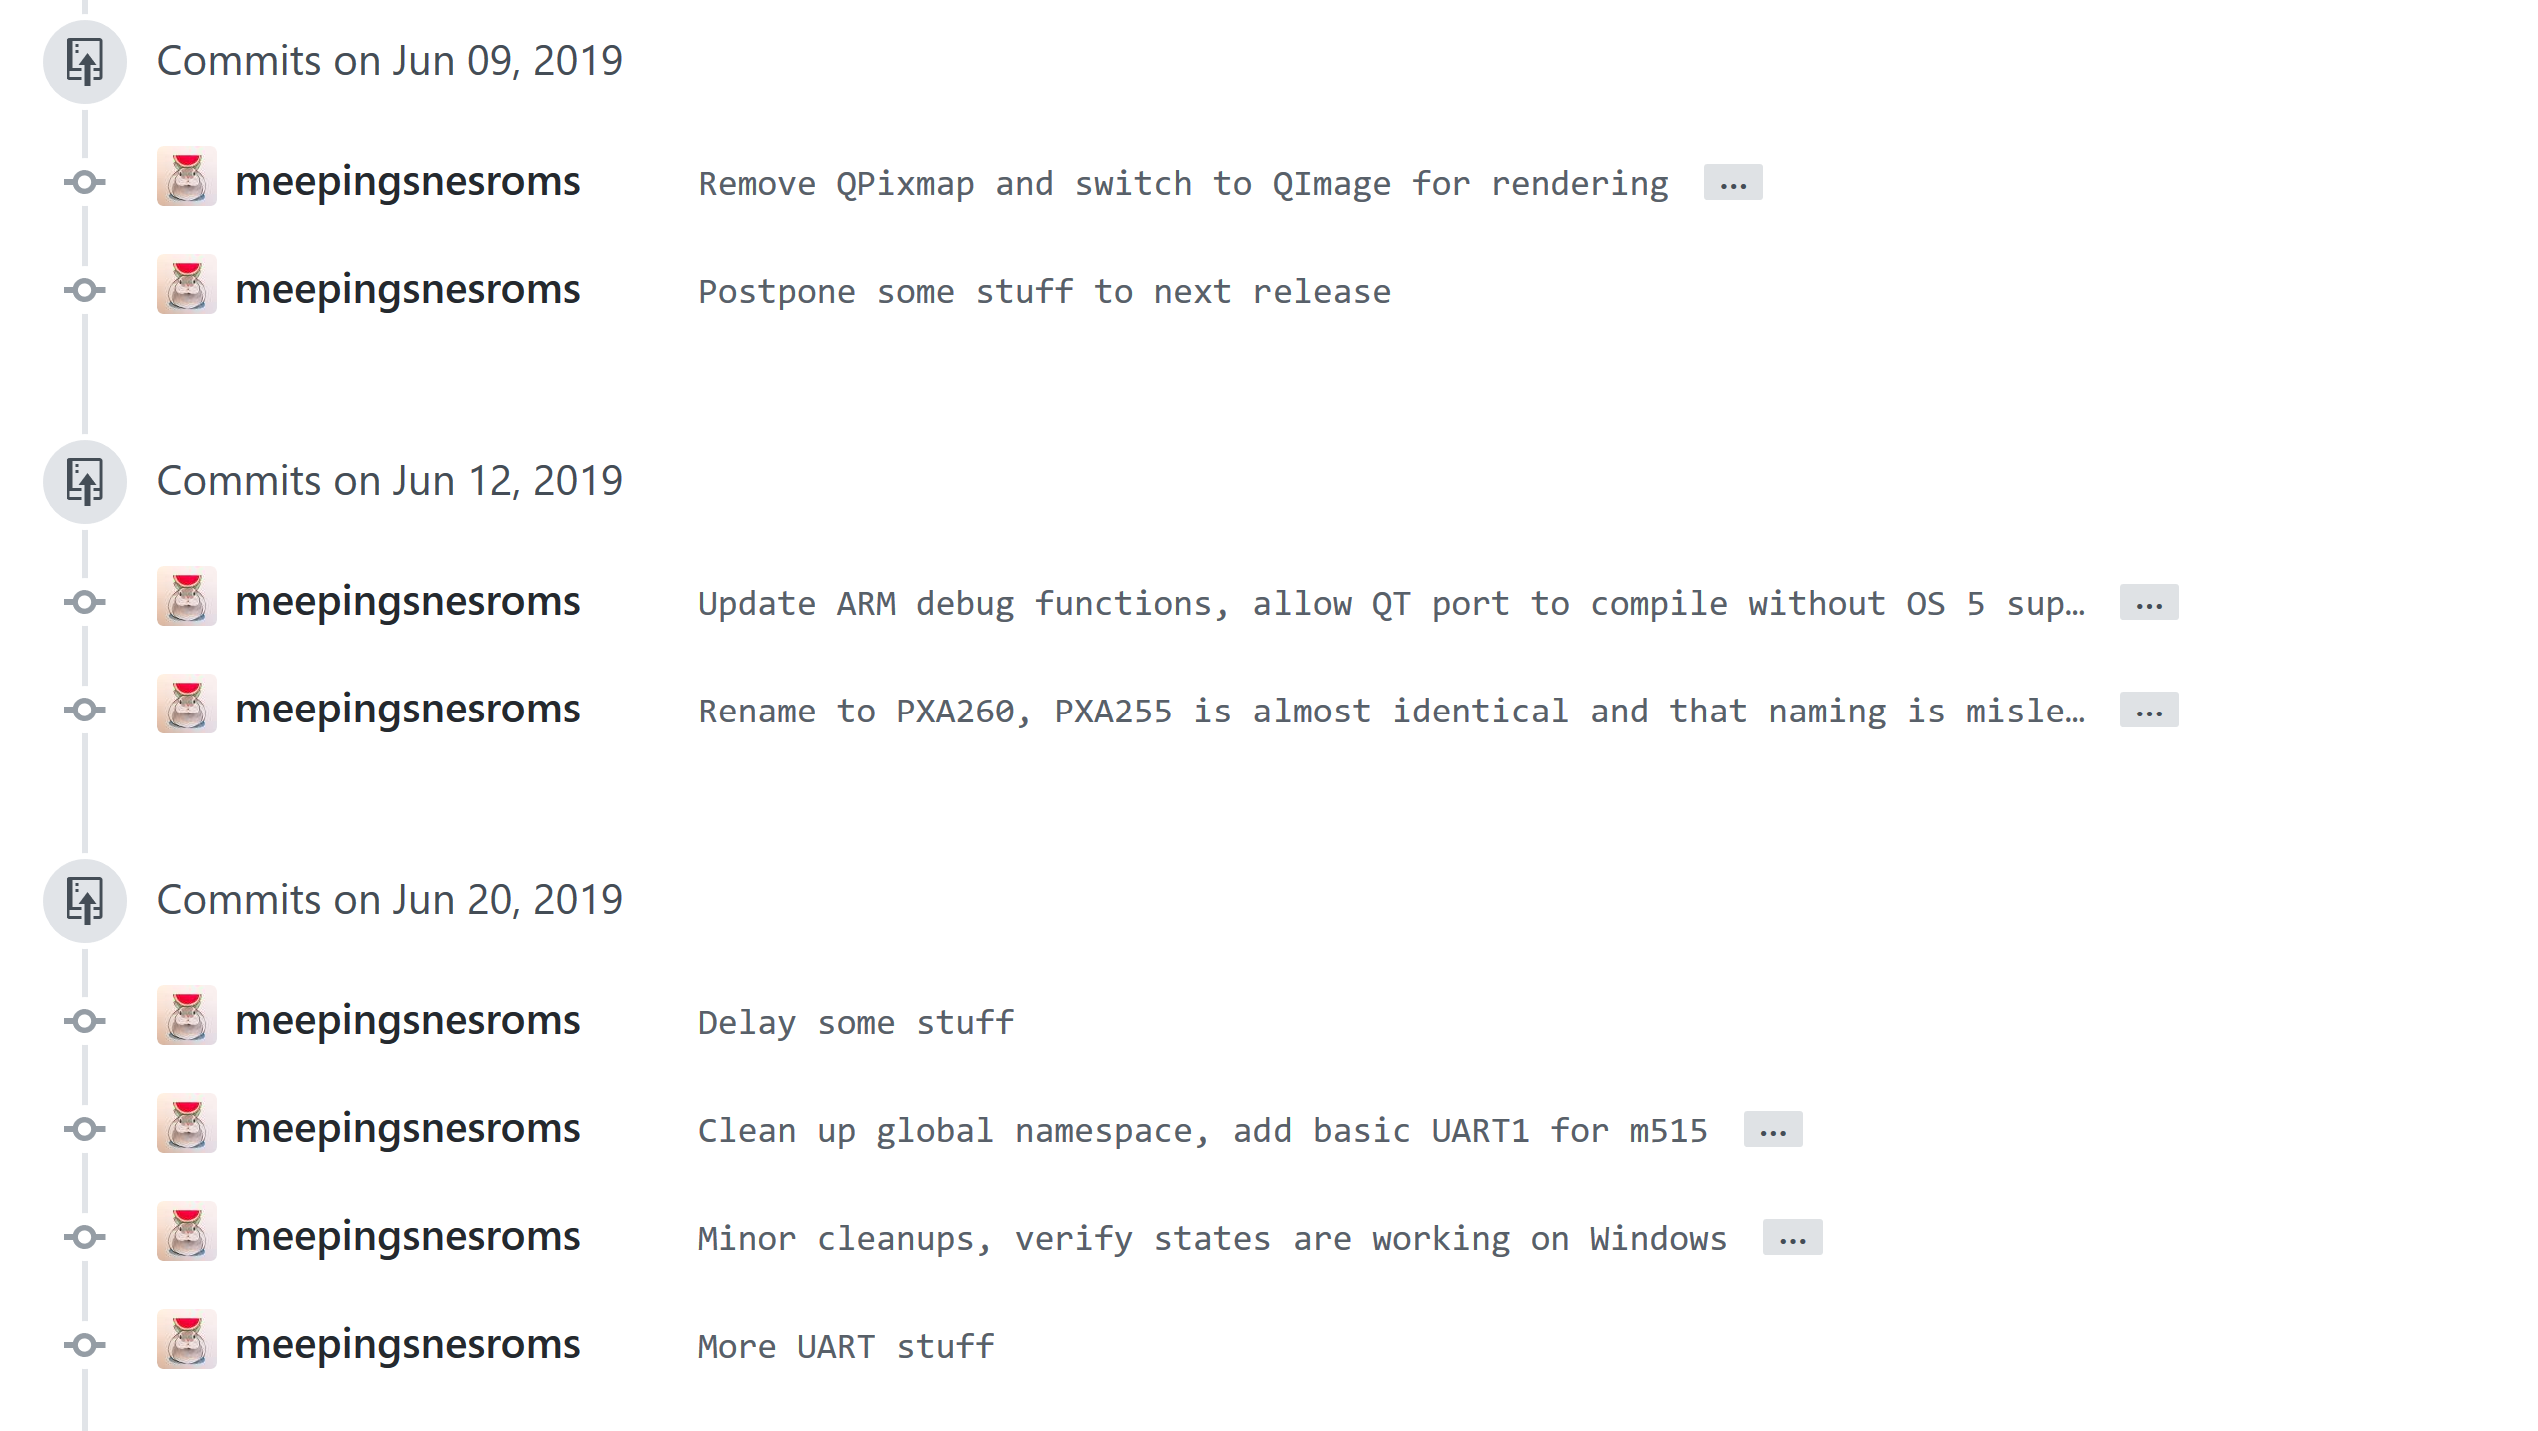 Commits on Jun 09, 2019
meepingsnesroms Remove QPixmap and switch to QImage for rendering …
meepingsnesroms Postpone some stuff to next release
Commits on Jun 12, 2019
meepingsnesroms Update ARM debug functions, allow QT port to compile without OS 5 sup… …
meepingsnesroms Rename to PXA260, PXA255 is almost identical and that naming is misle… …
Commits on Jun 20, 2019
meepingsnesroms Delay some stuff
meepingsnesroms Clean up global namespace, add basic UART1 for m515 …
meepingsnesroms Minor cleanups, verify states are working on Windows …
meepingsnesroms More UART stuff